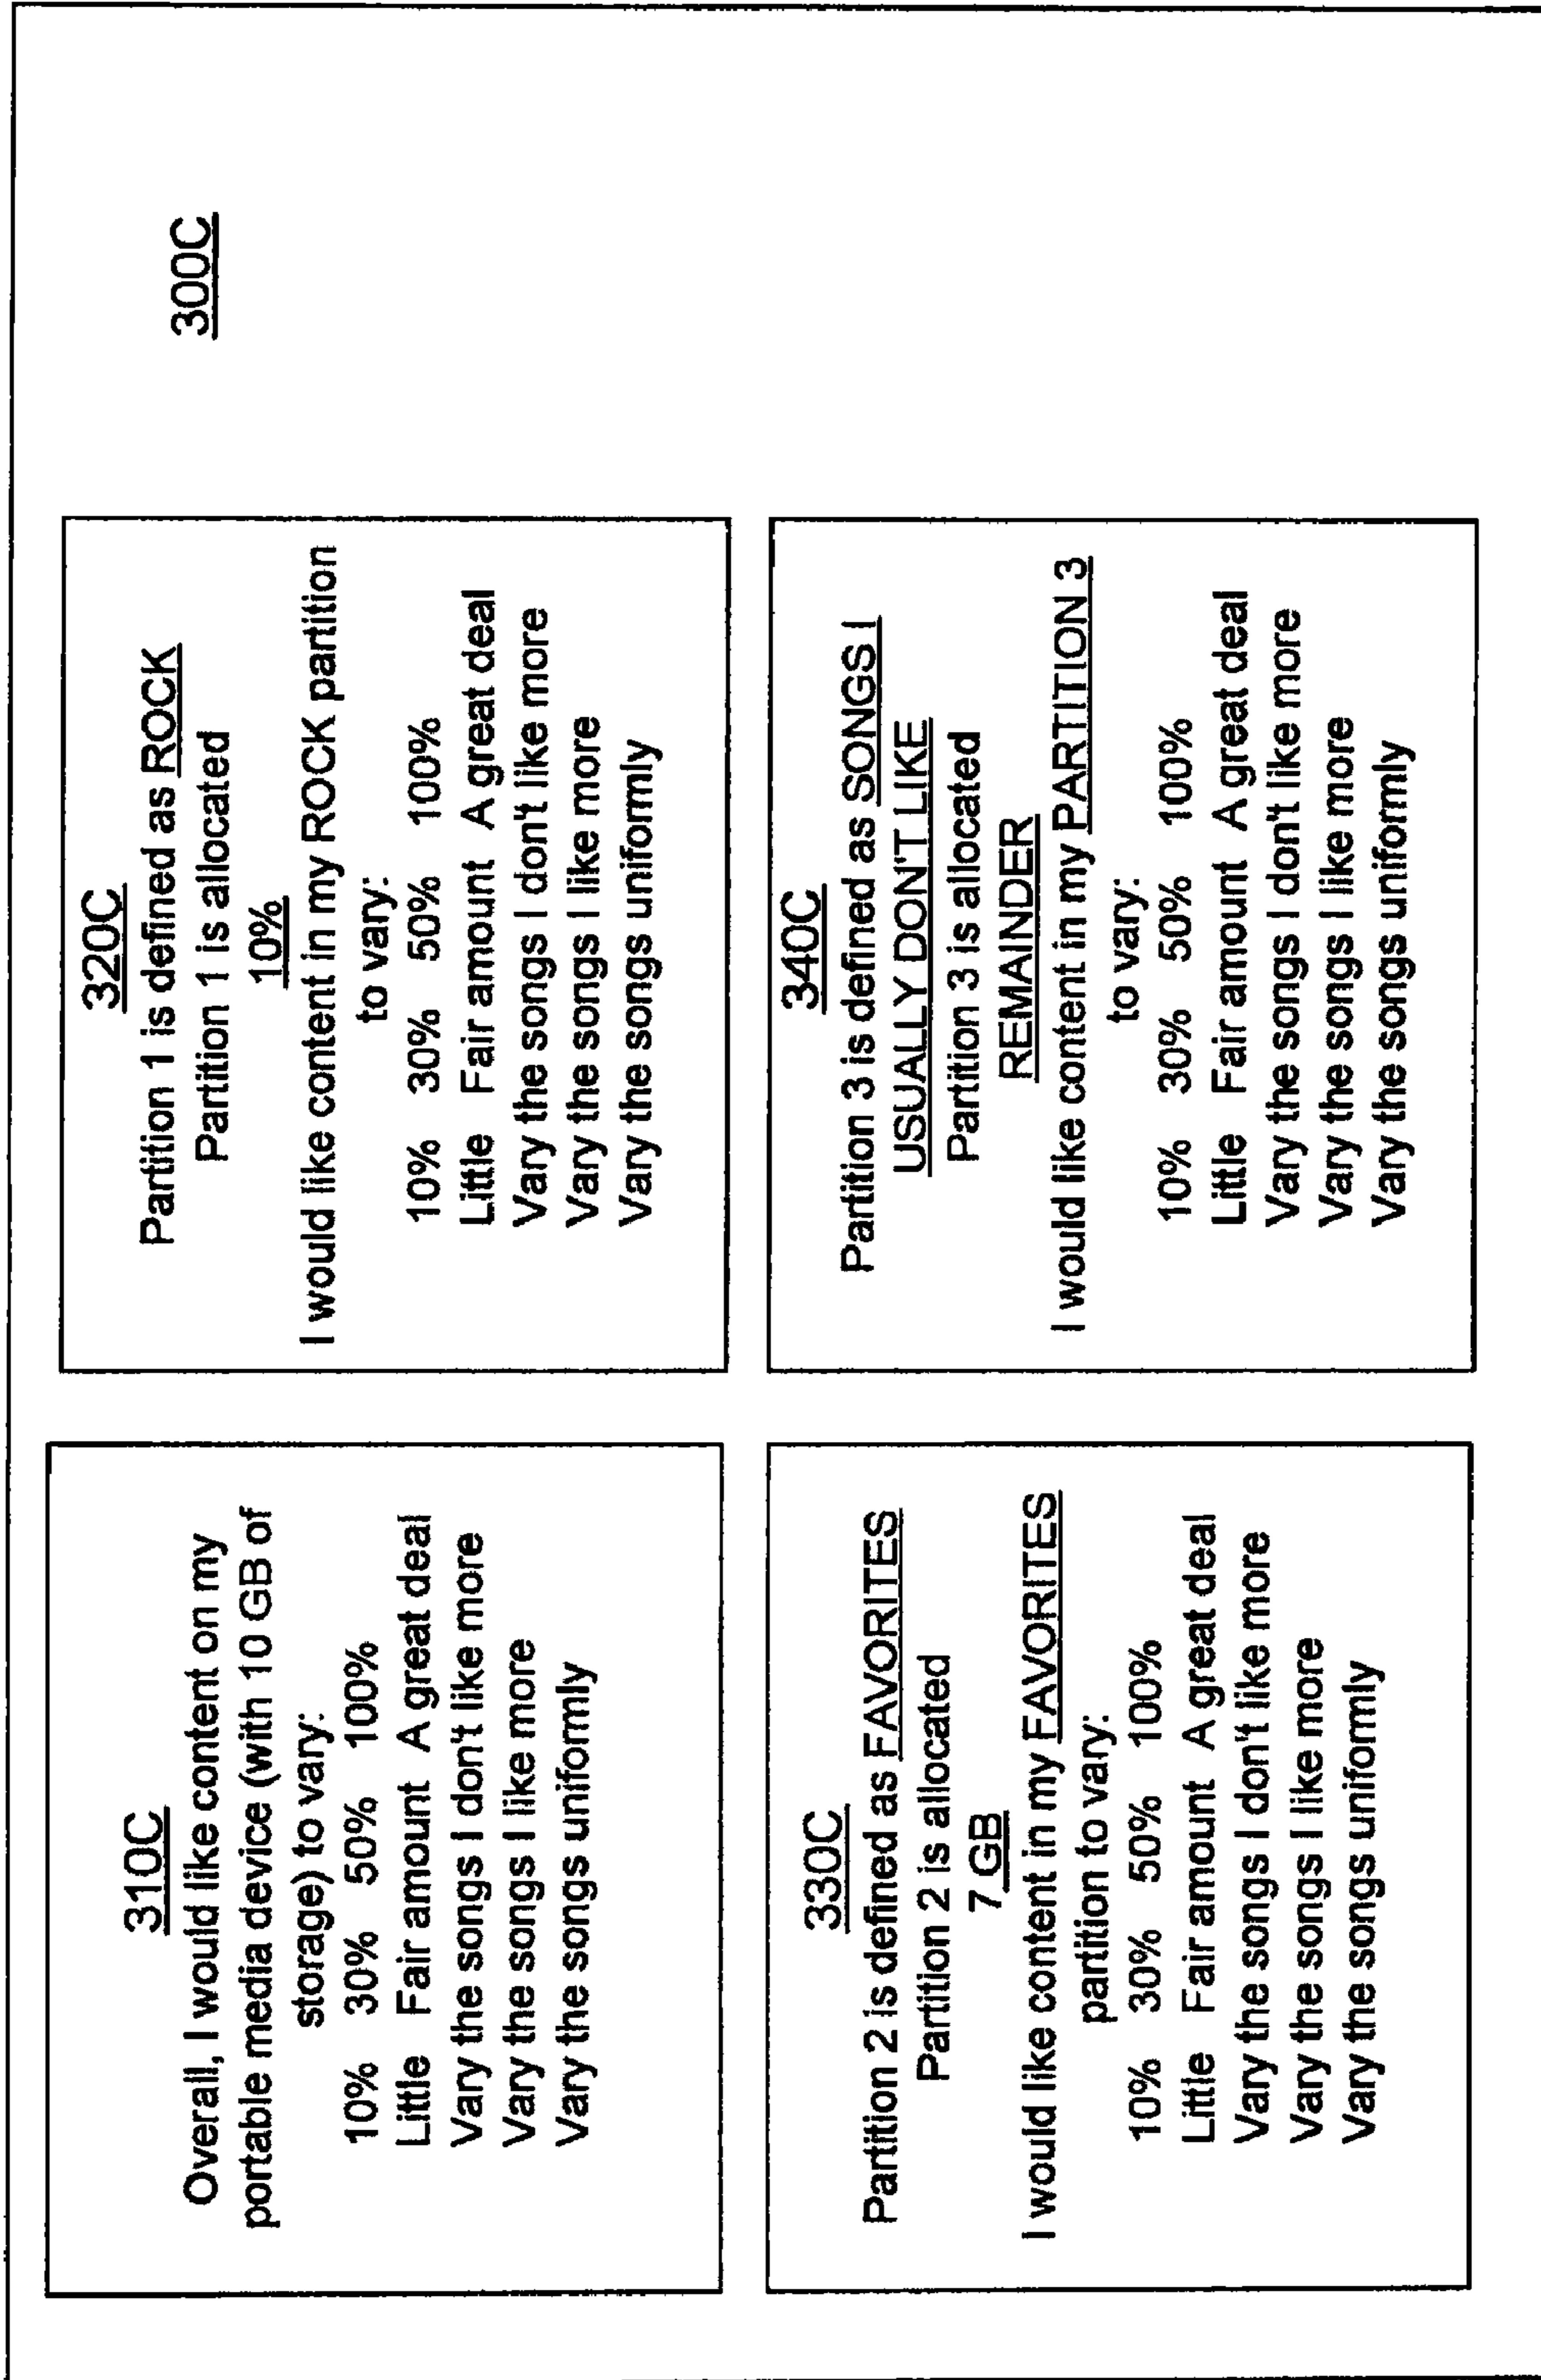 310C
Overall, I would like content on my
portable media device (with 10 GB of
storage) to vary:
10% 30% 50% 100%
Little Fair amount A great deal
Vary the songs I don't like more
Vary the songs I like more
Vary the songs uniformly
320C
Partition 1 is defined as ROCK
Partition 1 is allocated
10%
I would like content in my ROCK partition
to vary:
10% 30% 50% 100%
Little Fair amount A great deal
Vary the songs I don't like more
Vary the songs I like more
Vary the songs uniformly
300C
330C
Partition 2 is defined as FAVORITES
Partition 2 is allocated
7 GB
I would like content in my FAVORITES
partition to vary:
10% 30% 50% 100%
Little Fair amount A great deal
Vary the songs I don't like more
Vary the songs I like more
Vary the songs uniformly
340C
Partition 3 is defined as SONGS I
USUALLY DON'T LIKE
Partition 3 is allocated
REMAINDER
I would like content in my PARTITION 3
to vary:
10% 30% 50% 100%
Little Fair amount A great deal
Vary the songs I don't like more
Vary the songs I like more
Vary the songs uniformly